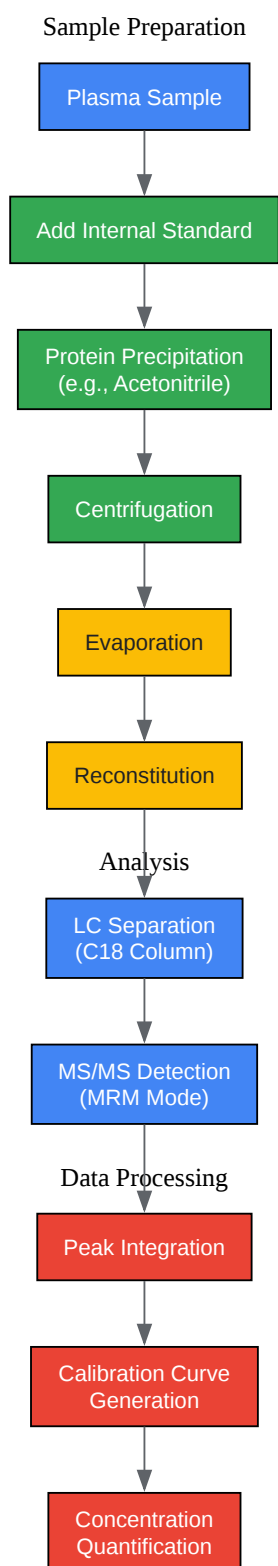 Sample Preparation
Plasma Sample
Add Internal Standard
Protein Precipitation
(e.g., Acetonitrile)
Centrifugation
Evaporation
Reconstitution
Analysis
LC Separation
(C18 Column)
MS/MS Detection
(MRM Mode)
Data Processing
Peak Integration
Calibration Curve
Generation
Concentration
Quantification